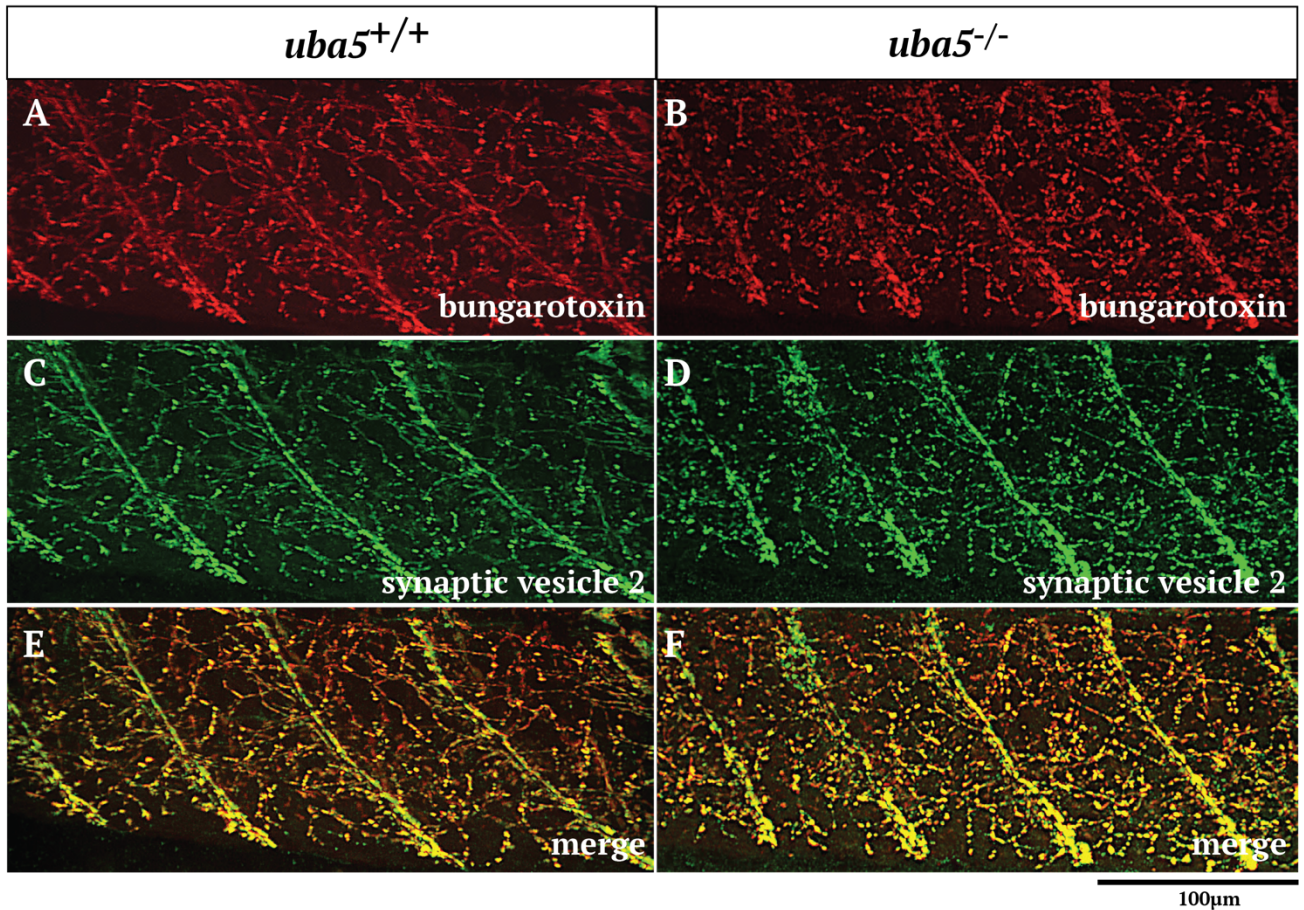 uba5+/+
uba5-/-
A
bungarotoxin
B
bungarotoxin
C
synaptic vesicle 2
D
synaptic vesicle 2
E
merge
F
merge
100μm